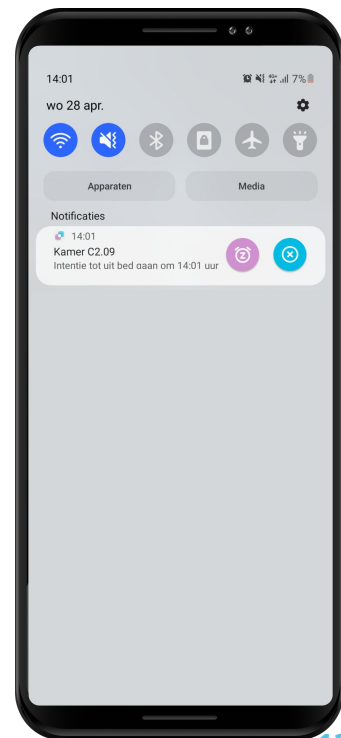 14:01 4G+ 7%
wo 28 apr.
Apparaten Media
Notificaties
14:01
Kamer C2.09
Intentie tot uit bed gaan om 14:01 uur